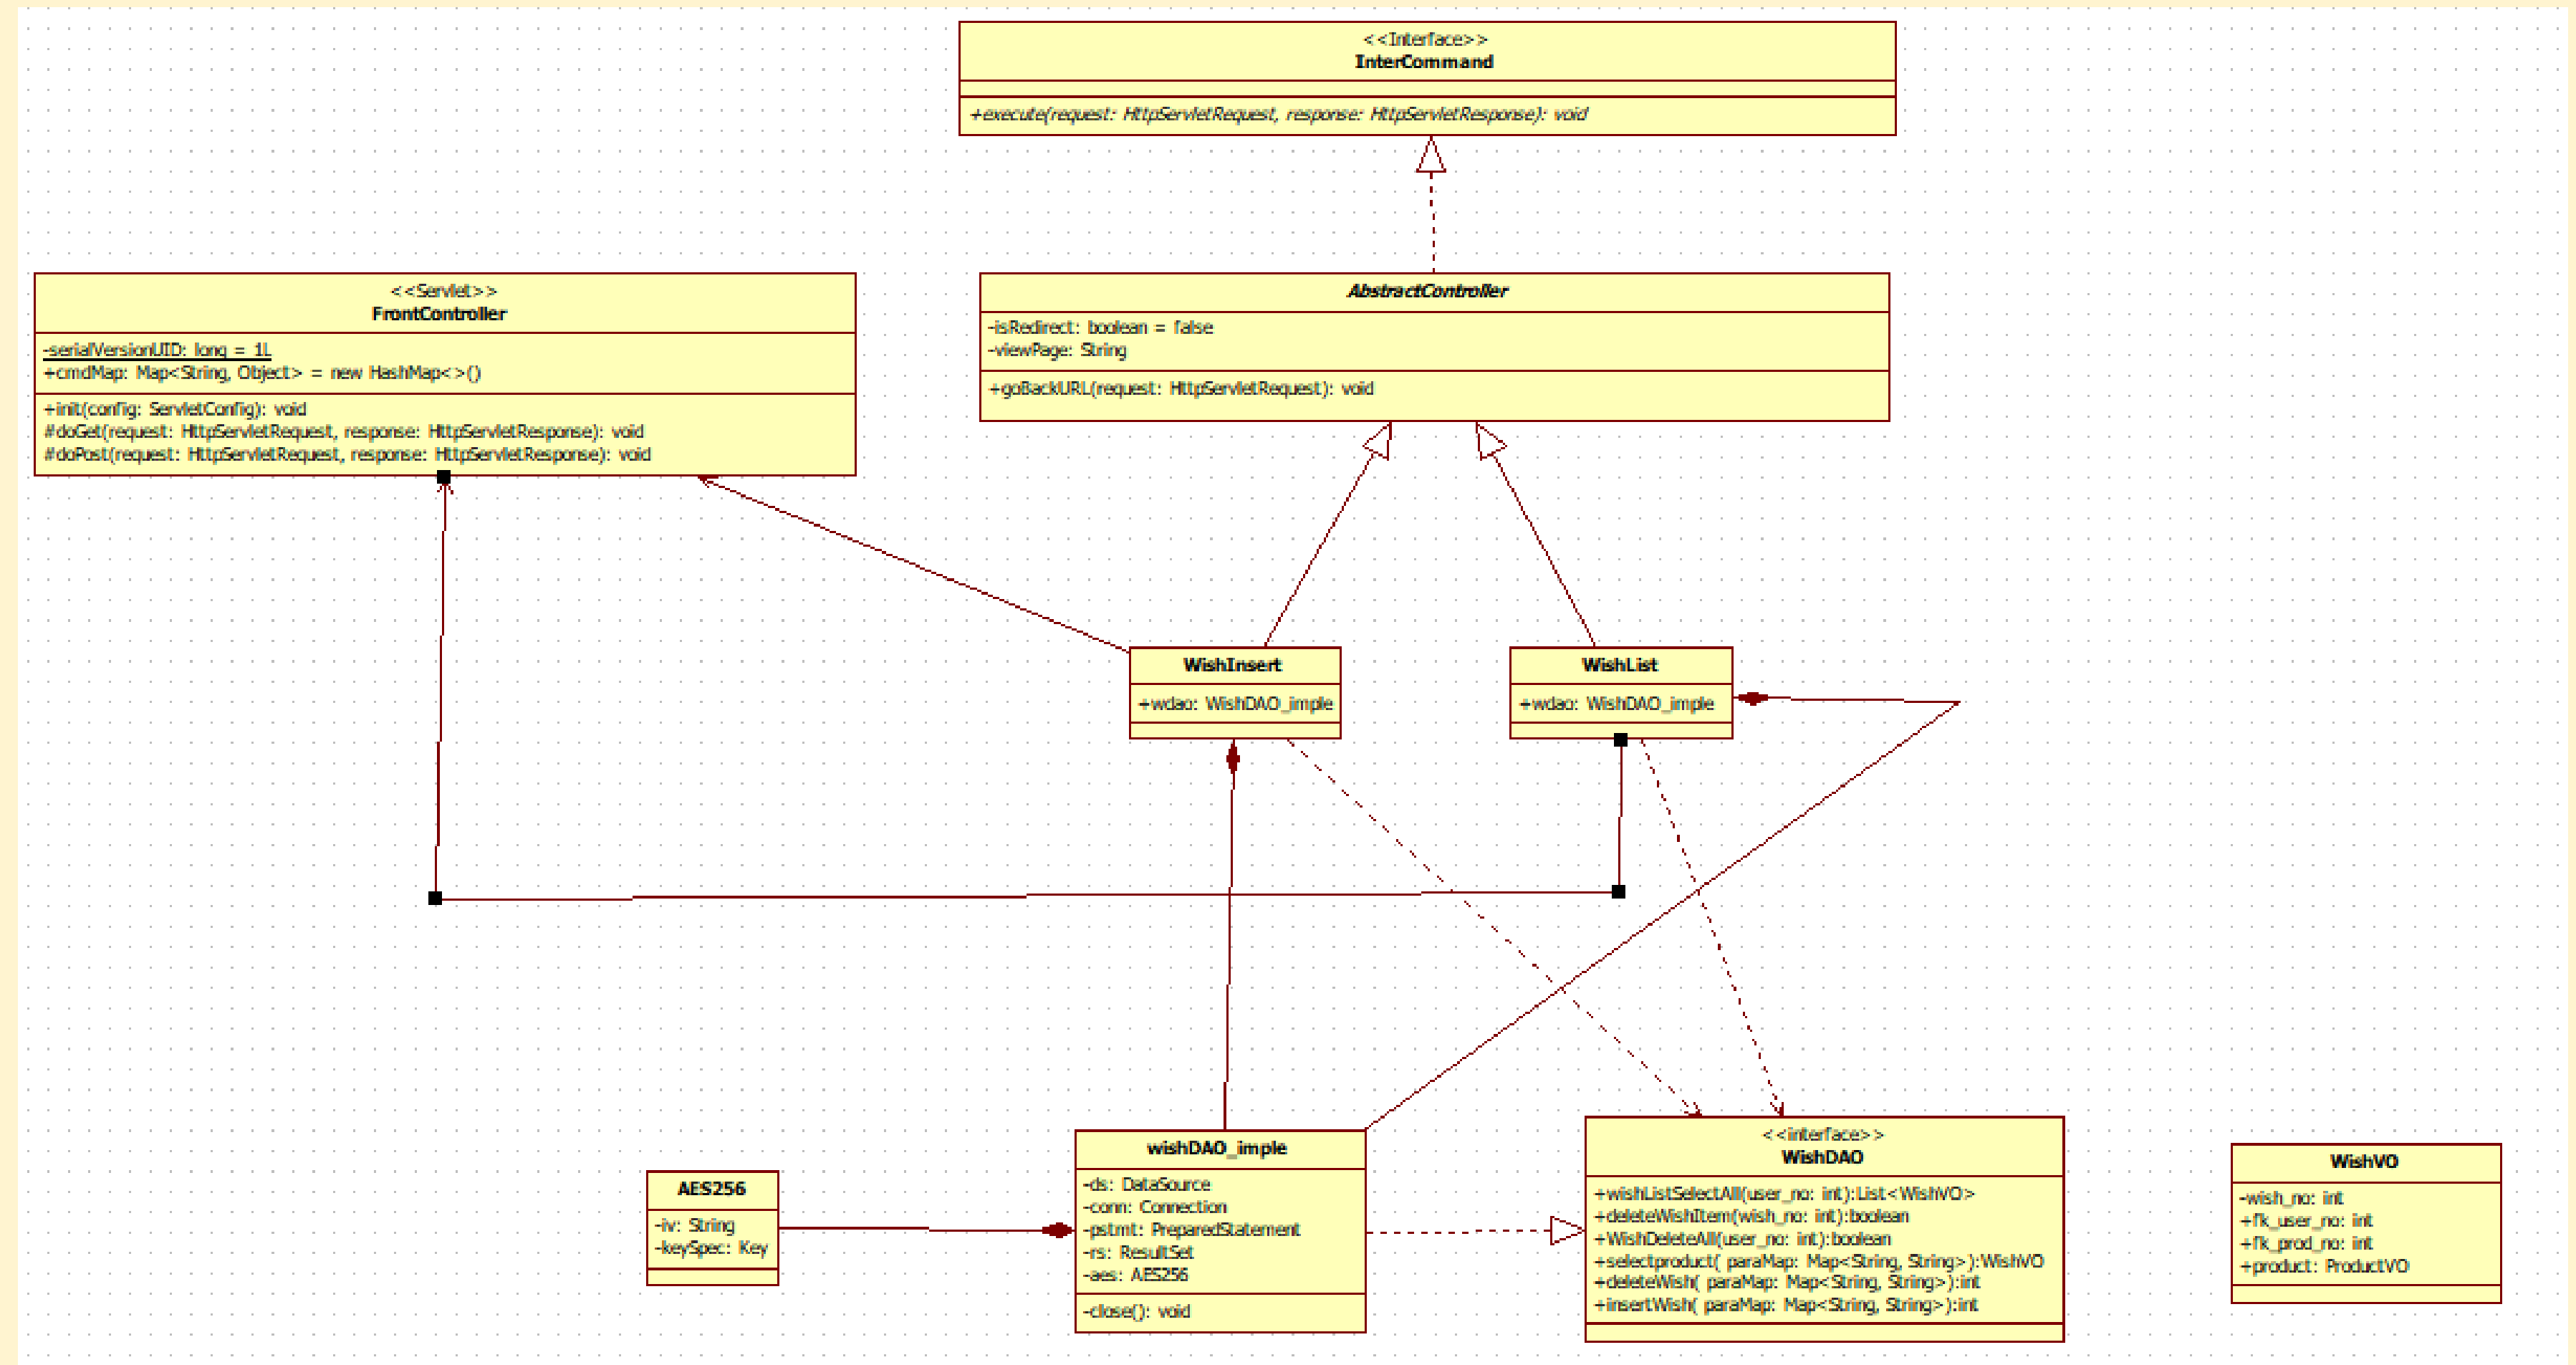 <<Interface>>
InterCommand
+execute(request: HttpServletRequest, response: HttpServletResponse): void
<<Servlet>>
FrontController
-serialVersionUID: long = 1L
+cmdMap: Map<String, Object> = new HashMap<>()
+init(config: ServletConfig): void
#doGet(request: HttpServletRequest, response: HttpServletResponse): void
#doPost(request: HttpServletRequest, response: HttpServletResponse): void
AbstractController
-isRedirect: boolean = false
-viewPage: String
+goBackURL(request: HttpServletRequest): void
WishInsert
+wdao: WishDAO_imple
WishList
+wdao: WishDAO_imple
AES256
-iv: String
-keySpec: Key
wishDAO_imple
-ds: DataSource
-conn: Connection
-pstmt: PreparedStatement
-rs: ResultSet
-aes: AES256
-close(): void
<<interface>>
WishDAO
+wishListSelectAll(user_no: int):List<WishVO>
+deleteWishItem(wish_no: int):boolean
+WishDeleteAll(user_no: int):boolean
+selectproduct( paraMap: Map<String, String>):WishVO
+deleteWish( paraMap: Map<String, String>):int
+insertWish( paraMap: Map<String, String>):int
WishVO
-wish_no: int
+fk_user_no: int
+fk_prod_no: int
+product: ProductVO